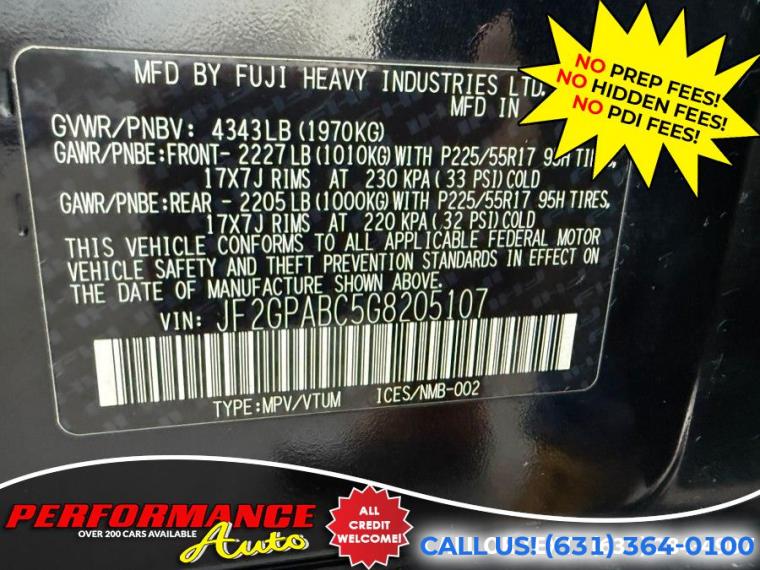 MFD BY FUJI HEAVY INDUSTRIES LTD.
MFD IN
GVWR/PNBV: 4343LB (1970KG)
GAWR/PNBE:FRONT- 2227 LB (1010KG) WITH P225/55R17 95H TIRES,
17X7J RIMS AT 230 KPA ( 33 PSI) COLD
GAWR/PNBE:REAR - 2205 LB (1000KG) WITH P225/55R17 95H TIRES,
17X7J RIMS AT 220 KPA (32 PSI) COLD
THIS VEHICLE CONFORMS TO ALL APPLICABLE FEDERAL MOTOR
VEHICLE SAFETY AND THEFT PREVENTION STANDARDS IN EFFECT ON
THE DATE OF MANUFACTURE SHOWN ABOVE.
VIN: JF2GPABC5G8205107
TYPE:MPV/VTUM ICES/NMB-002
NO PREP FEES!
NO HIDDEN FEES!
NO PDI FEES!
PERFORMANCE
OVER 200 CARS AVAILABLE
Auto
ALL
CREDIT
WELCOME!
CALL US! (631) 364-0100